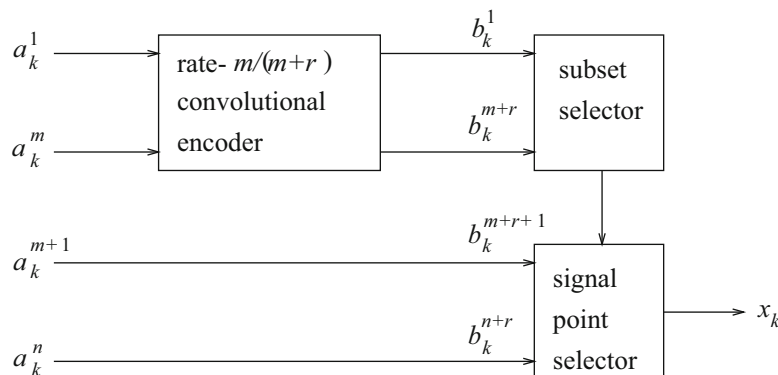 a_k^1
rate- m/(m+r)
convolutional
encoder
b_k^1
subset
selector
a_k^m
b_k^{m+r}
a_k^{m+1}
b_k^{m+r+1}
signal
point
selector
x_k
a_k^n
b_k^{n+r}